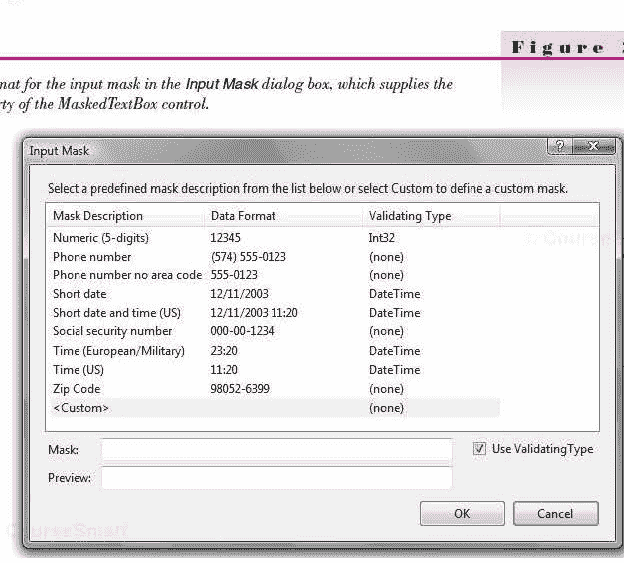 Figure
mat for the input mask in the Input Mask dialog box, which supplies the
rty of the MaskedTextBox control.
Input Mask
Select a predefined mask description from the list below or select Custom to define a custom mask.
Mask Description Data Format Validating Type
Numeric (5-digits) 12345 Int32
Phone number (574) 555-0123 (none)
Phone number no area code 555-0123 (none)
Short date 12/11/2003 DateTime
Short date and time (US) 12/11/2003 11:20 DateTime
Social security number 000-00-1234 (none)
Time (European/Military) 23:20 DateTime
Time (US) 11:20 DateTime
Zip Code 98052-6399 (none)
<Custom> (none)
Mask: Use ValidatingType
Preview:
OK Cancel
CourseSmart